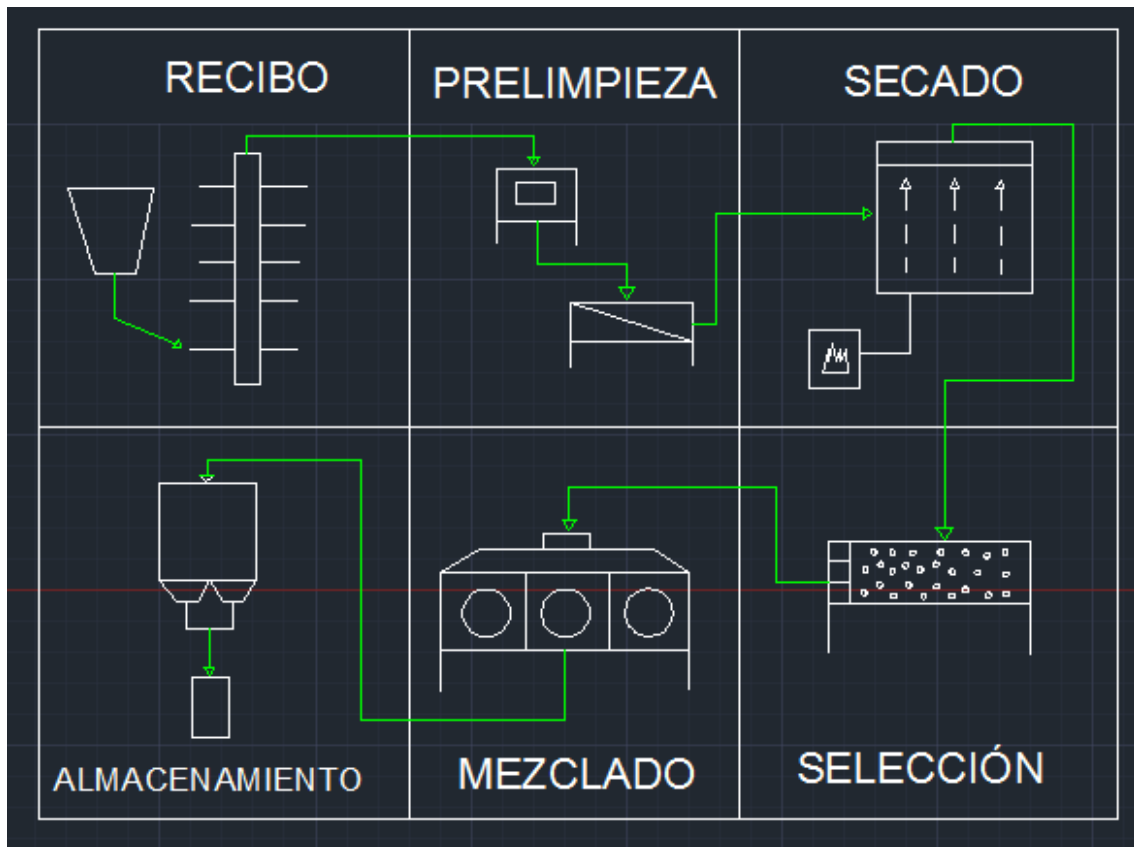 RECIBO
PRELIMPIEZA
SECADO
ALMACENAMIENTO
MEZCLADO
SELECCIÓN